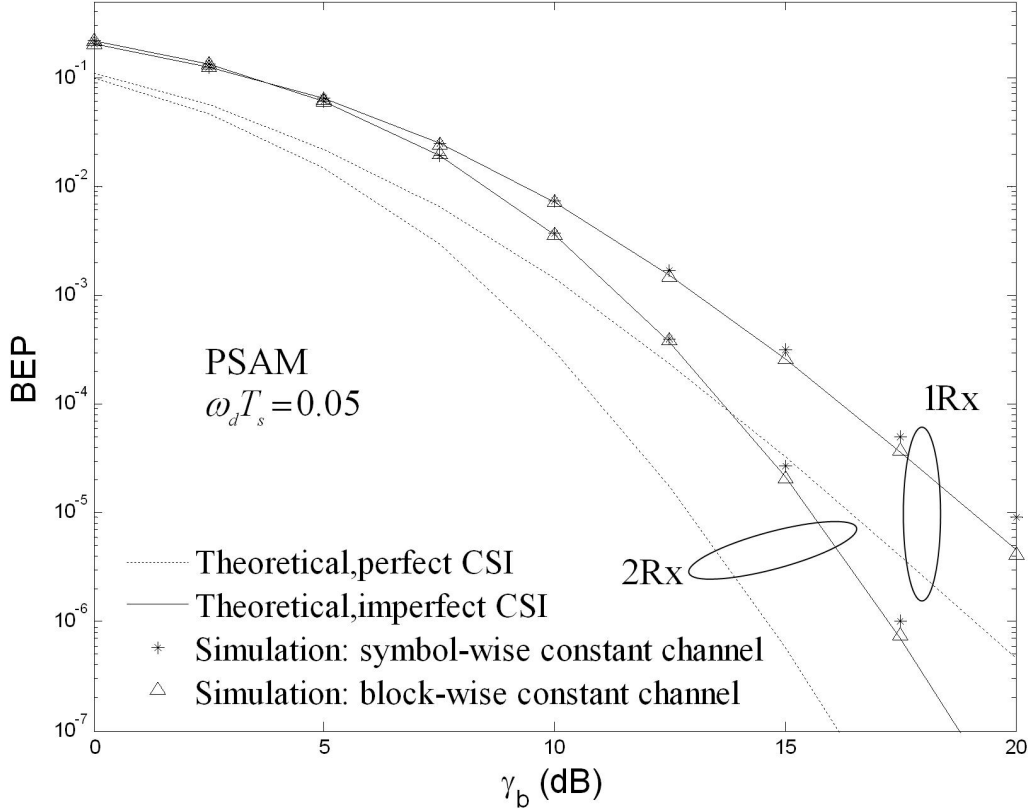 10^-1
10^-2
10^-3
10^-4
10^-5
10^-6
10^-7
BEP
PSAM
ω_d T_s = 0.05
1Rx
2Rx
Theoretical,perfect CSI
Theoretical,imperfect CSI
Simulation: symbol-wise constant channel
Simulation: block-wise constant channel
0 5 10 15 20
γ_b (dB)